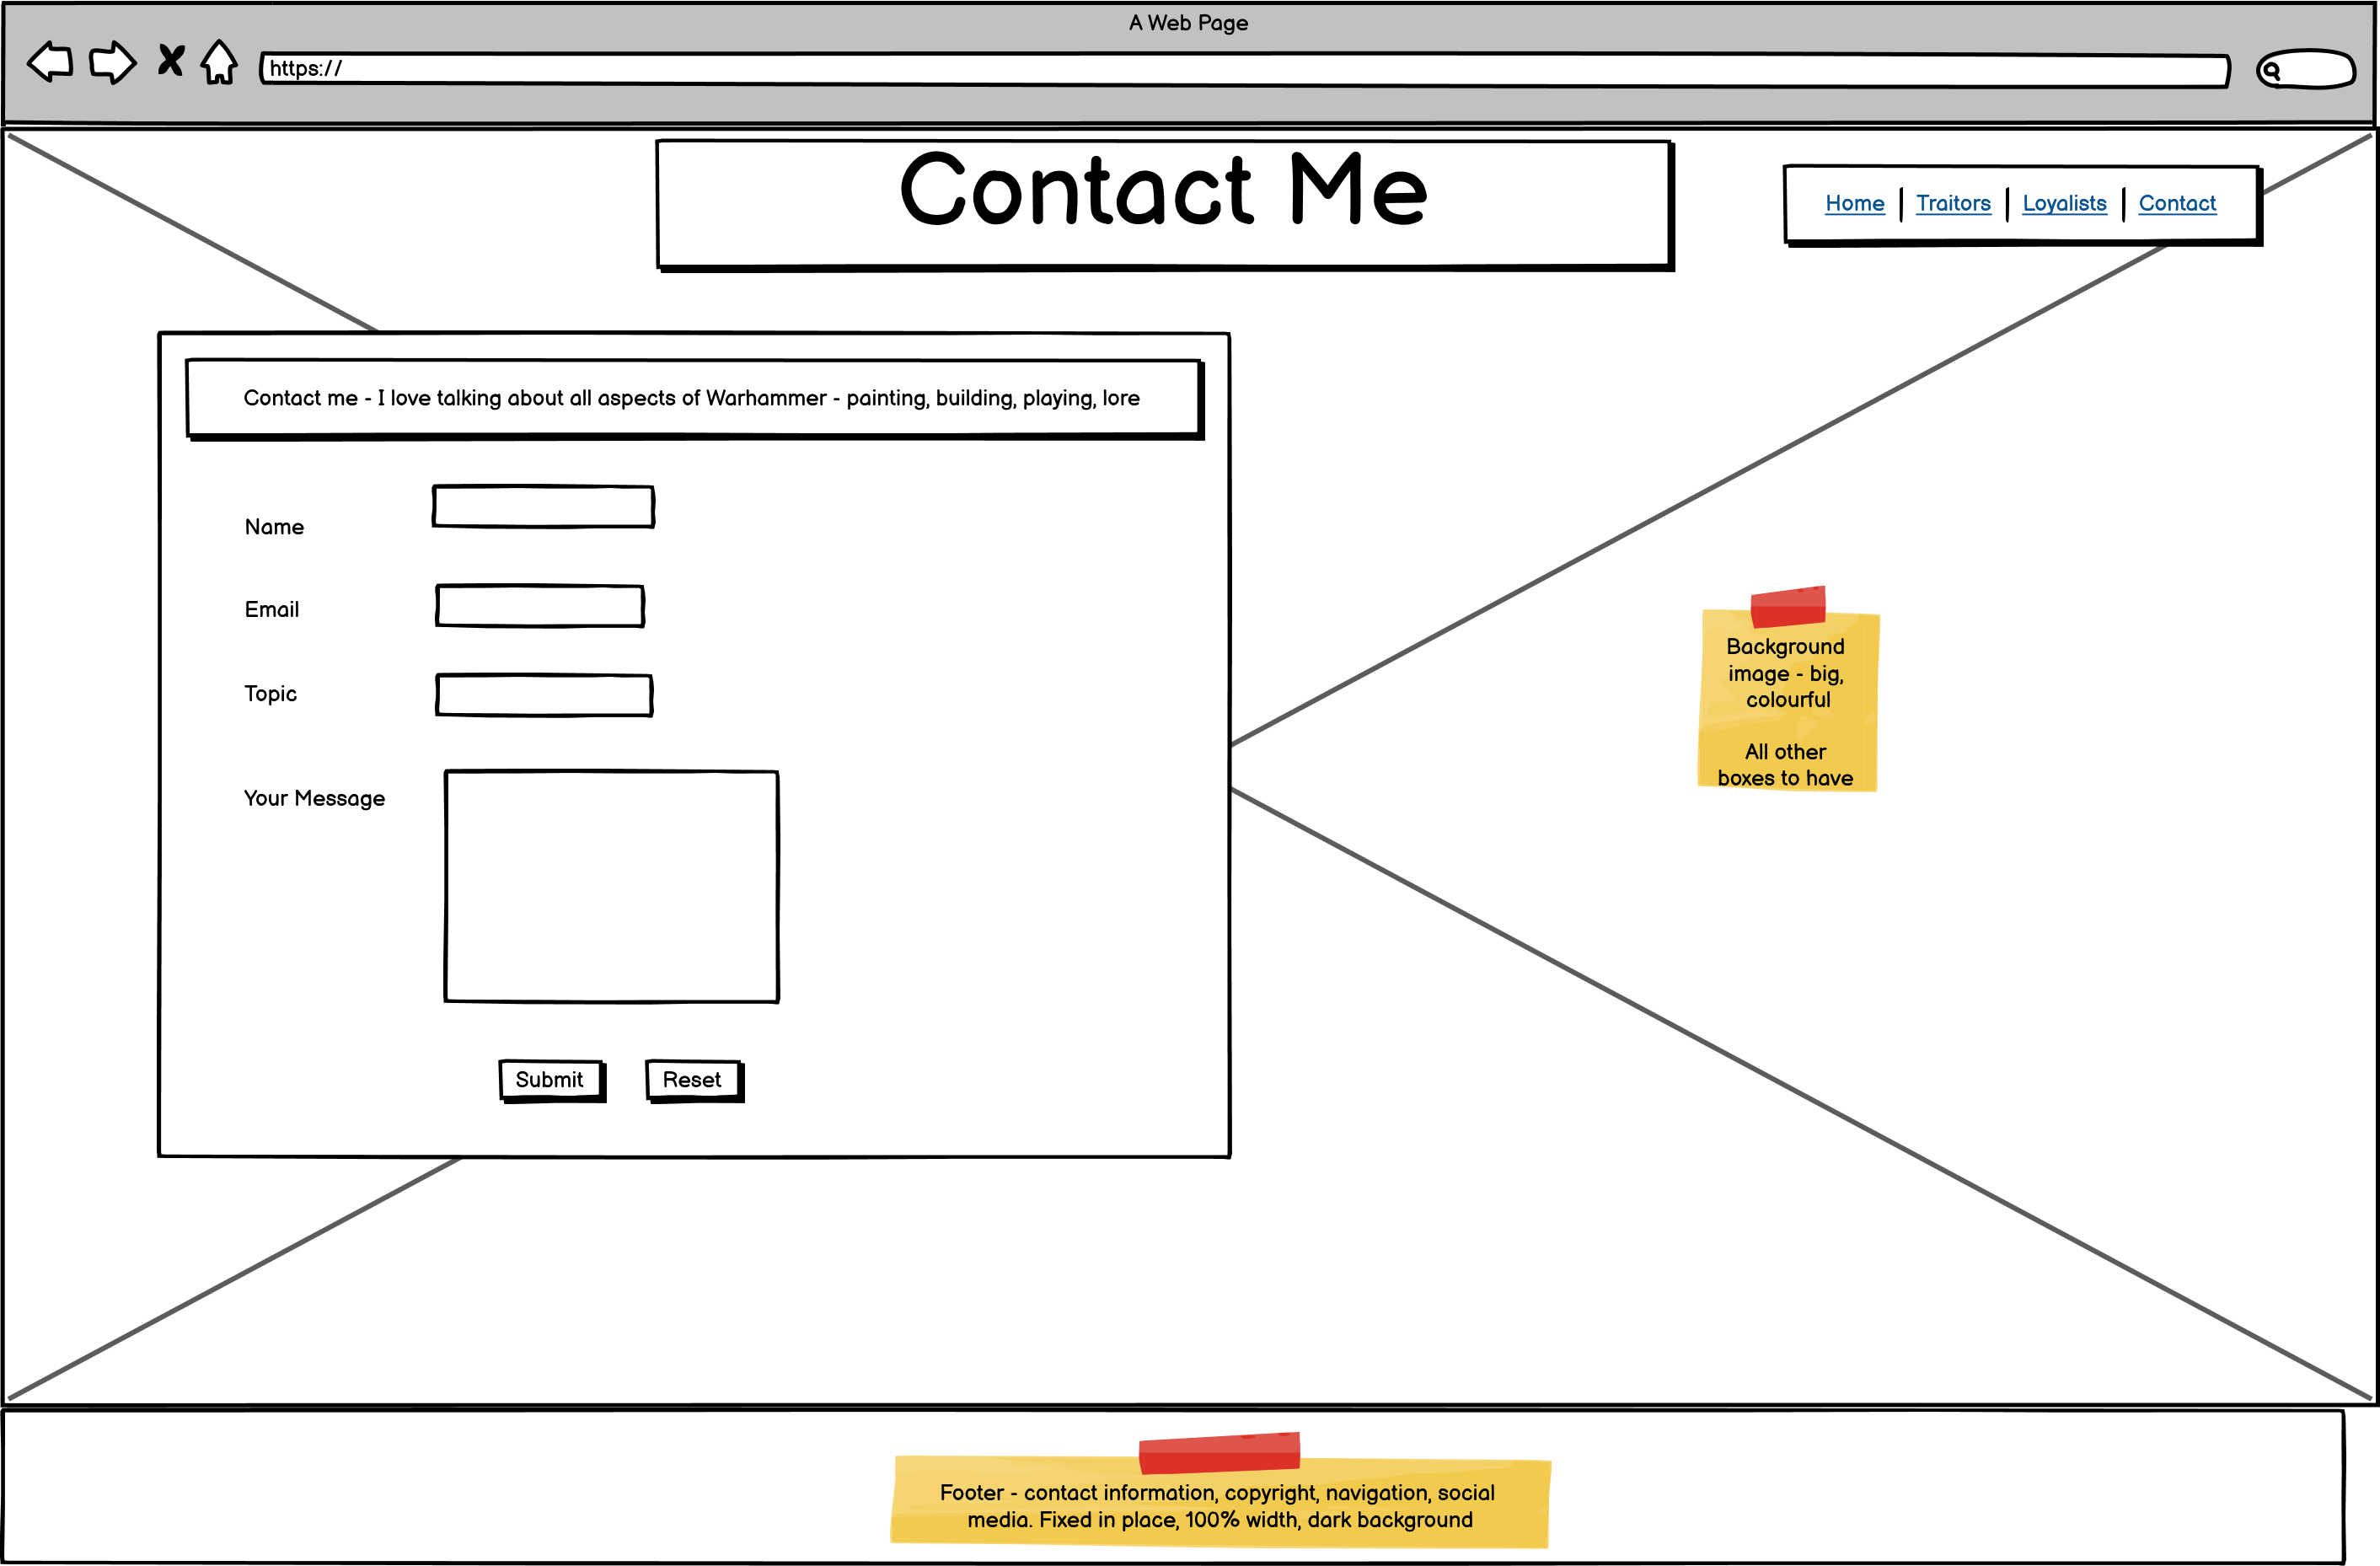 A Web Page
https://
Contact Me
Home | Traitors | Loyalists | Contact
Contact me - I love talking about all aspects of Warhammer - painting, building, playing, lore
Name
Email
Topic
Your Message
Submit
Reset
Background
image - big,
colourful
All other
boxes to have
Footer - contact information, copyright, navigation, social
media. Fixed in place, 100% width, dark background